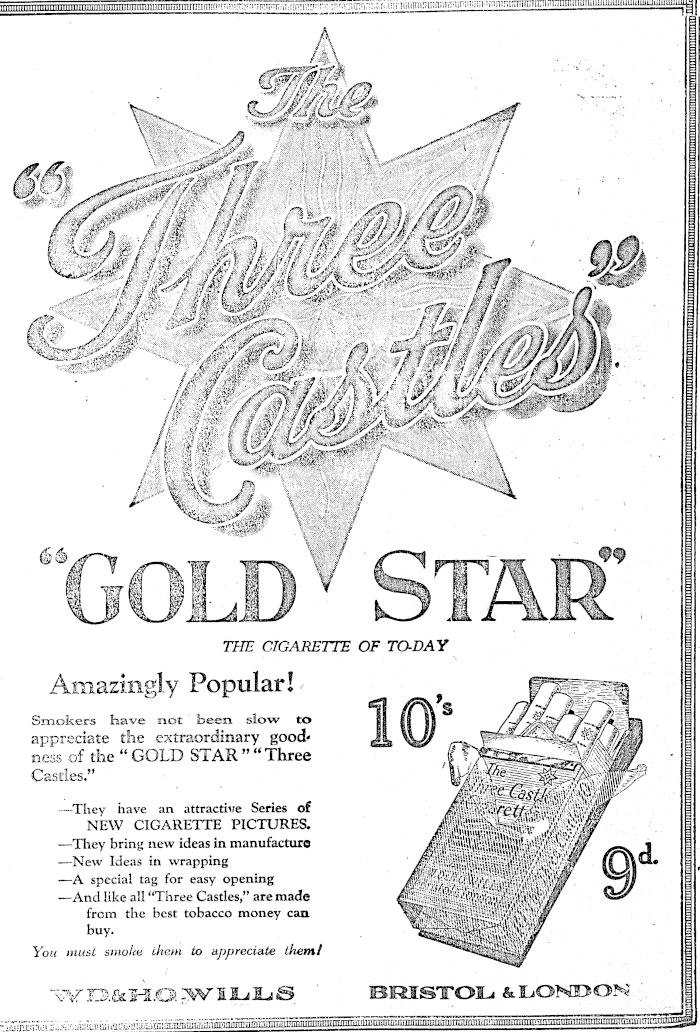 The
“Three
Castles”
“GOLD STAR”
THE CIGARETTE OF TO-DAY
Amazingly Popular!
Smokers have not been slow to
appreciate the extraordinary good-
ness of the “GOLD STAR” “Three
Castles.”
—They have an attractive Series of
NEW CIGARETTE PICTURES.
—They bring new ideas in manufacture
—New Ideas in wrapping
—A special tag for easy opening
—And like all “Three Castles,” are made
from the best tobacco money can
buy.
You must smoke them to appreciate them!
10's
The
9d.
W D & H O WILLS
BRISTOL & LONDON